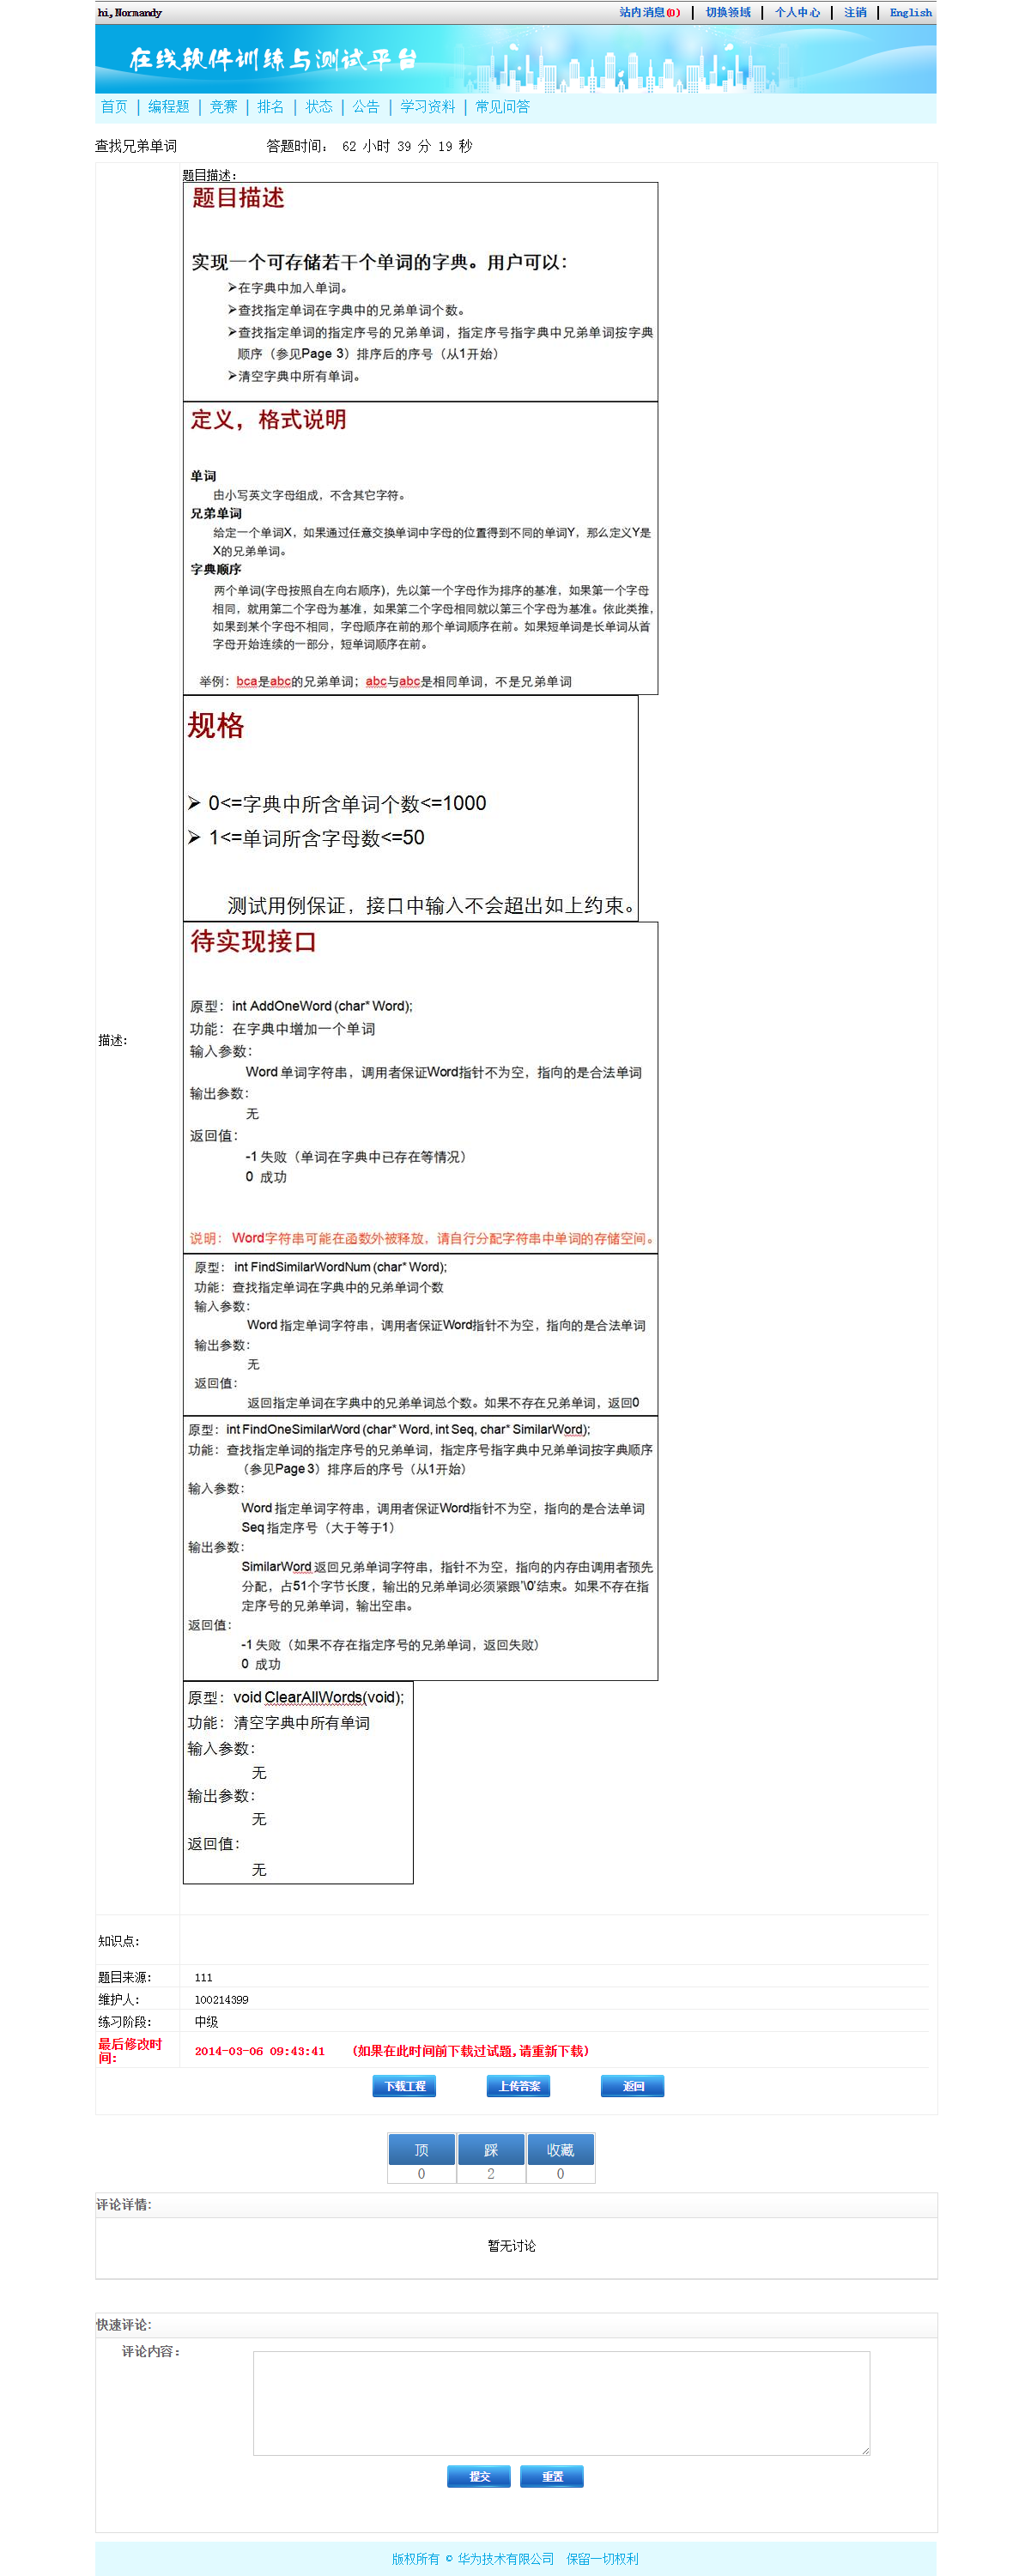 hi,Normandy
站内消息(0) | 切换领域 | 个人中心 | 注销 | English
在线软件训练与测试平台
首页 | 编程题 | 竞赛 | 排名 | 状态 | 公告 | 学习资料 | 常见问答
查找兄弟单词 答题时间： 62 小时 39 分 19 秒
题目描述：
题目描述
实现一个可存储若干个单词的字典。用户可以：
➢在字典中加入单词。
➢查找指定单词在字典中的兄弟单词个数。
➢查找指定单词的指定序号的兄弟单词，指定序号指字典中兄弟单词按字典
顺序（参见Page 3）排序后的序号（从1开始）
➢清空字典中所有单词。
定义，格式说明
单词
由小写英文字母组成，不含其它字符。
兄弟单词
给定一个单词X，如果通过任意交换单词中字母的位置得到不同的单词Y，那么定义Y是
X的兄弟单词。
字典顺序
两个单词(字母按照自左向右顺序)，先以第一个字母作为排序的基准，如果第一个字母
相同，就用第二个字母为基准，如果第二个字母相同就以第三个字母为基准。依此类推，
如果到某个字母不相同，字母顺序在前的那个单词顺序在前。如果短单词是长单词从首
字母开始连续的一部分，短单词顺序在前。
举例：bca是abc的兄弟单词；abc与abc是相同单词，不是兄弟单词
规格
➢ 0<=字典中所含单词个数<=1000
➢ 1<=单词所含字母数<=50
测试用例保证，接口中输入不会超出如上约束。
待实现接口
原型：int AddOneWord (char* Word);
功能：在字典中增加一个单词
描述：
输入参数：
Word 单词字符串，调用者保证Word指针不为空，指向的是合法单词
输出参数：
无
返回值：
-1 失败（单词在字典中已存在等情况）
0 成功
说明： Word字符串可能在函数外被释放，请自行分配字符串中单词的存储空间。
原型： int FindSimilarWordNum (char* Word);
功能：查找指定单词在字典中的兄弟单词个数
输入参数：
Word 指定单词字符串，调用者保证Word指针不为空，指向的是合法单词
输出参数：
无
返回值：
返回指定单词在字典中的兄弟单词总个数。如果不存在兄弟单词，返回0
原型：int FindOneSimilarWord (char* Word, int Seq, char* SimilarWord);
功能：查找指定单词的指定序号的兄弟单词，指定序号指字典中兄弟单词按字典顺序
（参见Page 3）排序后的序号（从1开始）
输入参数：
Word 指定单词字符串，调用者保证Word指针不为空，指向的是合法单词
Seq 指定序号（大于等于1）
输出参数：
SimilarWord 返回兄弟单词字符串，指针不为空，指向的内存由调用者预先
分配，占51个字节长度，输出的兄弟单词必须紧跟'\0'结束。如果不存在指
定序号的兄弟单词，输出空串。
返回值：
-1 失败（如果不存在指定序号的兄弟单词，返回失败）
0 成功
原型：void ClearAllWords(void);
功能：清空字典中所有单词
输入参数：
无
输出参数：
无
返回值：
无
知识点：
题目来源： 111
维护人： l00214399
练习阶段： 中级
最后修改时
间： 2014-03-06 09:43:41 (如果在此时间前下载过试题,请重新下载)
下载工程 上传答案 返回
顶 踩 收藏
0 2 0
评论详情:
暂无讨论
快速评论:
评论内容：
提交 重置
版权所有 © 华为技术有限公司 保留一切权利